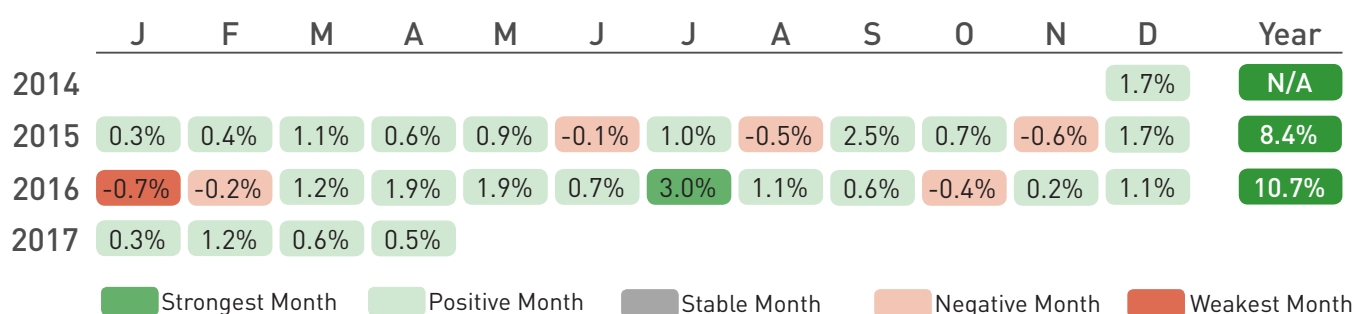 J F M A M J J A S O N D Year
2014 1.7% N/A
2015 0.3% 0.4% 1.1% 0.6% 0.9% -0.1% 1.0% -0.5% 2.5% 0.7% -0.6% 1.7% 8.4%
2016 -0.7% -0.2% 1.2% 1.9% 1.9% 0.7% 3.0% 1.1% 0.6% -0.4% 0.2% 1.1% 10.7%
2017 0.3% 1.2% 0.6% 0.5%
Strongest Month Positive Month Stable Month Negative Month Weakest Month